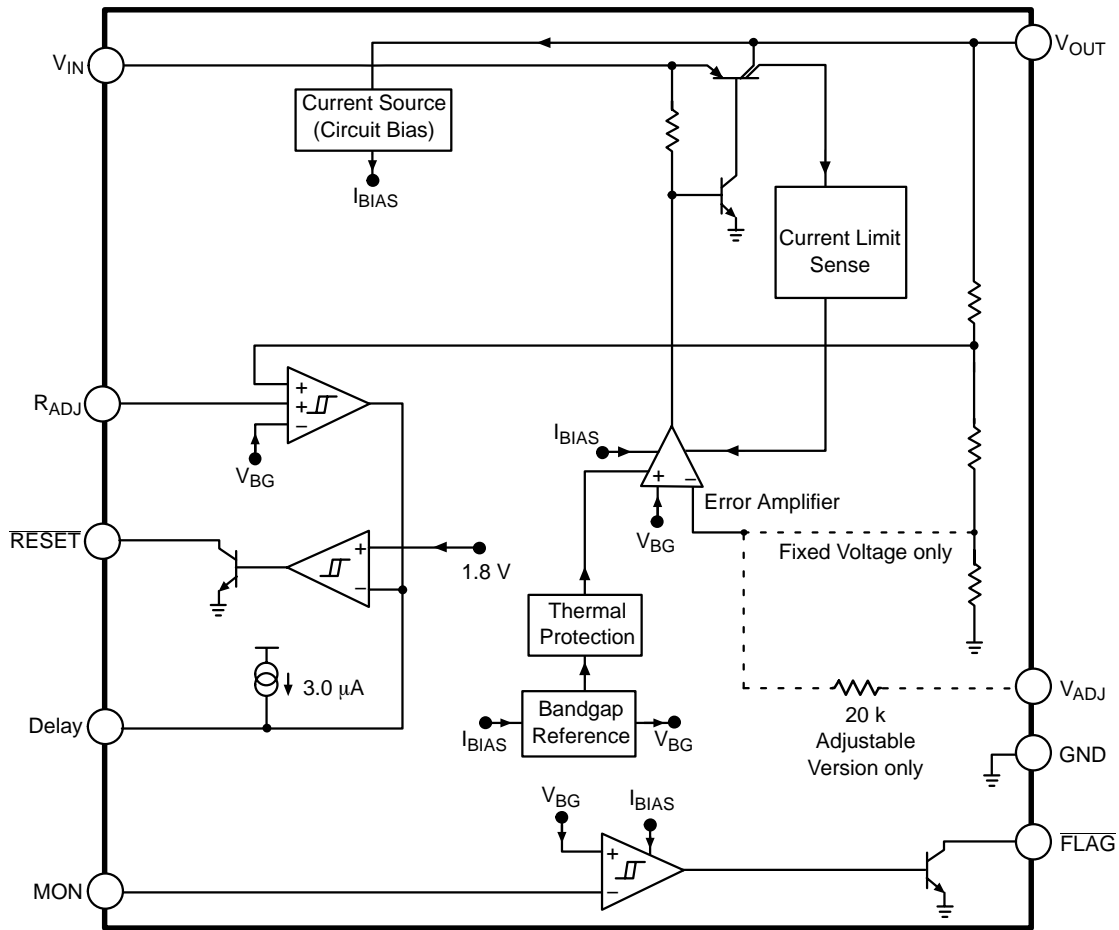 V_IN
V_OUT
Current Source
(Circuit Bias)
I_BIAS
Current Limit
Sense
R_ADJ
+
+
−
V_BG
I_BIAS
+
−
Error Amplifier
V_BG
Fixed Voltage only
RESET
+
−
1.8 V
Thermal
Protection
3.0 μA
V_ADJ
20 k
Adjustable
Version only
Delay
I_BIAS
Bandgap
Reference
V_BG
GND
V_BG
I_BIAS
+
−
FLAG
MON